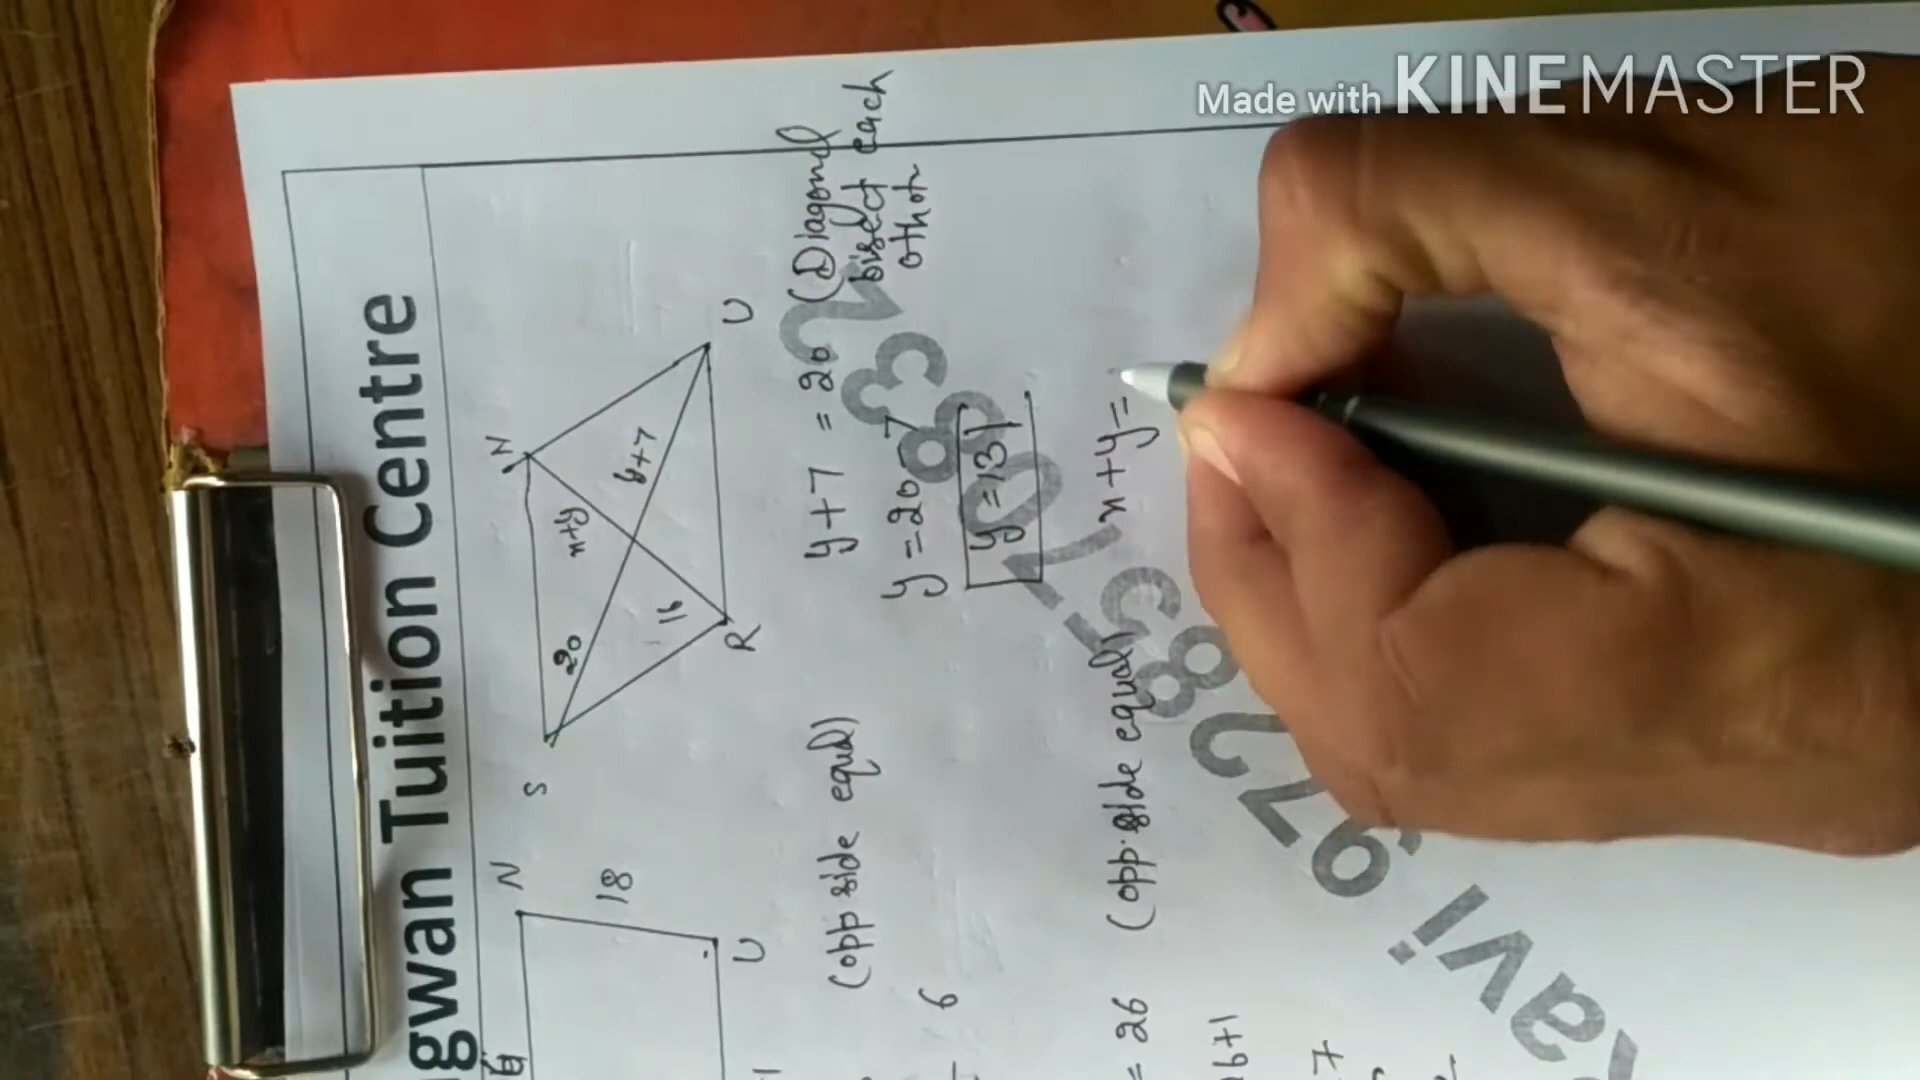 Made with KINEMASTER
gwan Tuition Centre
S
N
20
x+y
y+7
16
R
U
N
18
U
y+7 = 20 (Diagonal
bisect each
other
y = 20-7
y = 13
x+y=
(opp side equal)
6
= 26 (opp. side equal)
b+1
7